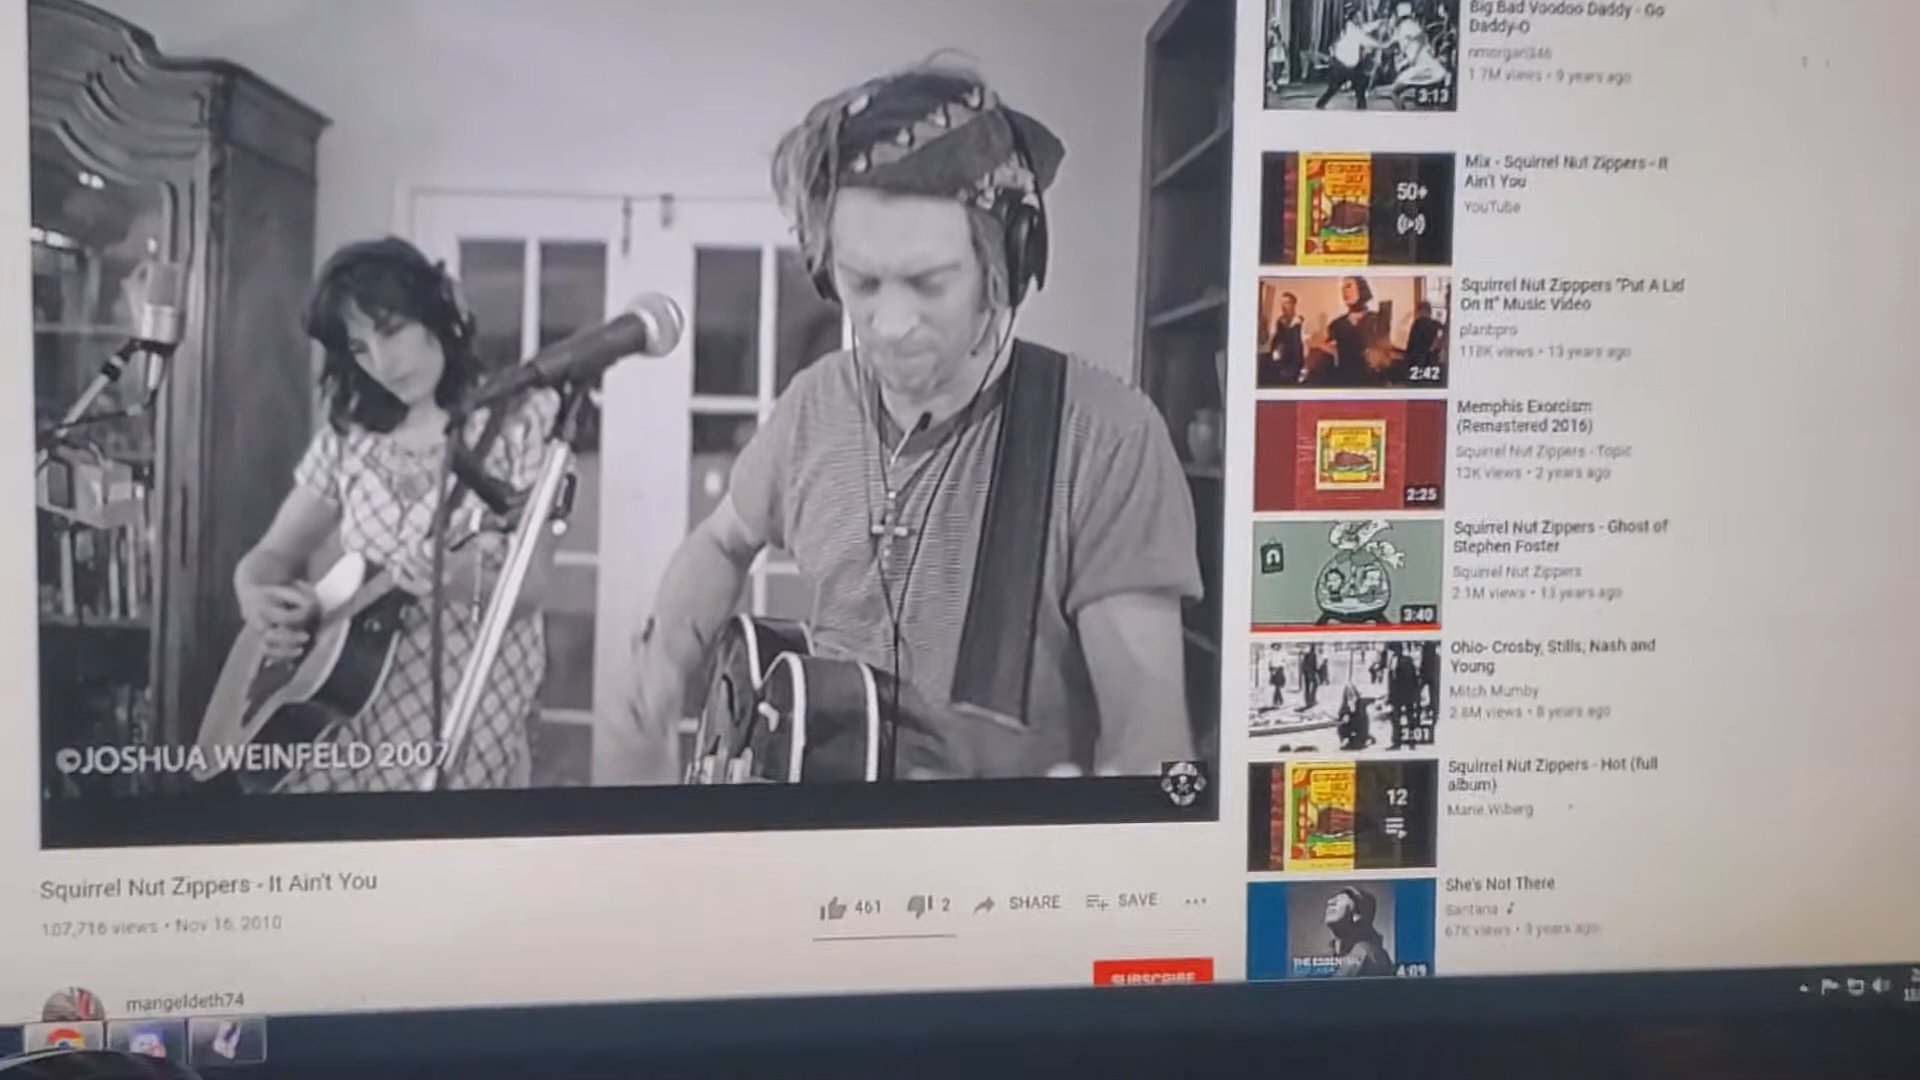 ©JOSHUA WEINFELD 2007
Squirrel Nut Zippers - It Ain't You
107,716 views • Nov 16, 2010
461
2
SHARE
SAVE
SUBSCRIBE
mangeldeth74
Big Bad Voodoo Daddy - Go
Daddy-O
nmorgan346
1.7M views • 9 years ago
3:13
Mix - Squirrel Nut Zippers - It
Ain't You
YouTube
50+
Squirrel Nut Zipppers "Put A Lid
On It" Music Video
planbpro
118K views • 13 years ago
2:42
Memphis Exorcism
(Remastered 2016)
Squirrel Nut Zippers - Topic
13K views • 2 years ago
2:25
Squirrel Nut Zippers - Ghost of
Stephen Foster
Squirrel Nut Zippers
2.1M views • 13 years ago
3:40
Ohio- Crosby, Stills, Nash and
Young
Mitch Mumby
2.8M views • 8 years ago
3:01
Squirrel Nut Zippers - Hot (full
album)
Marie Wiberg
12
She's Not There
Santana
67K views • 3 years ago
THE ESSENTIAL
4:09